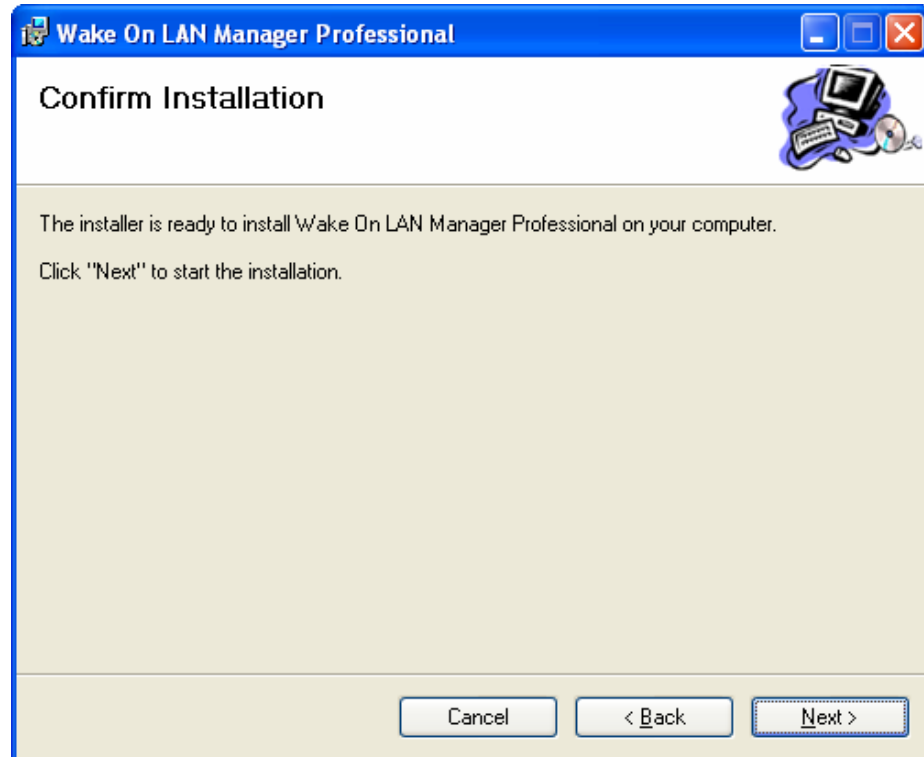 Wake On LAN Manager Professional
Confirm Installation
The installer is ready to install Wake On LAN Manager Professional on your computer.
Click "Next" to start the installation.
Cancel
< Back
Next >